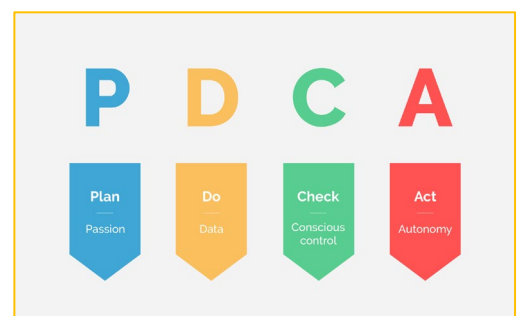 P D C A
Plan Do Check Act
Passion Data Conscious control Autonomy